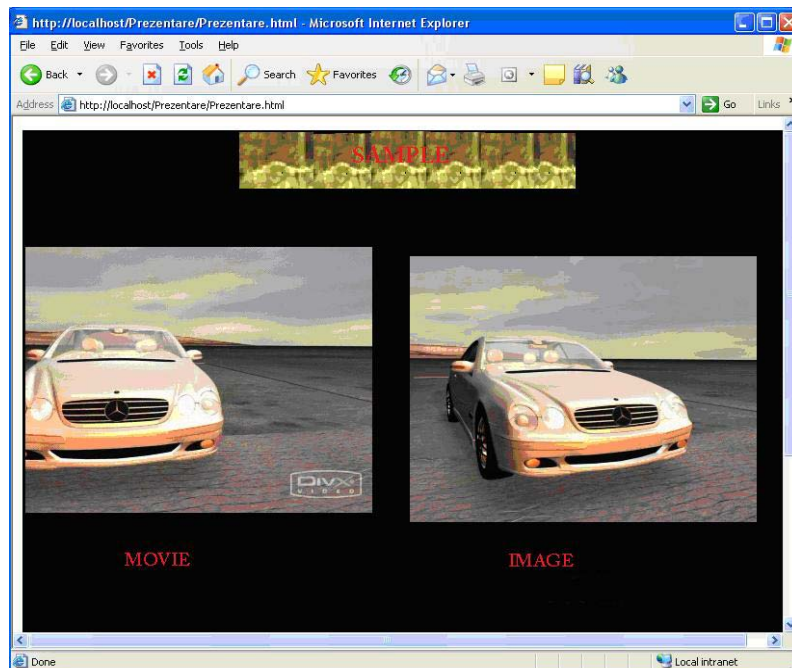 http://localhost/Prezentare/Prezentare.html - Microsoft Internet Explorer
File Edit View Favorites Tools Help
Back Search Favorites
Address http://localhost/Prezentare/Prezentare.html Go Links »
SAMPLE
DivX
VIDEO
MOVIE IMAGE
Done Local intranet